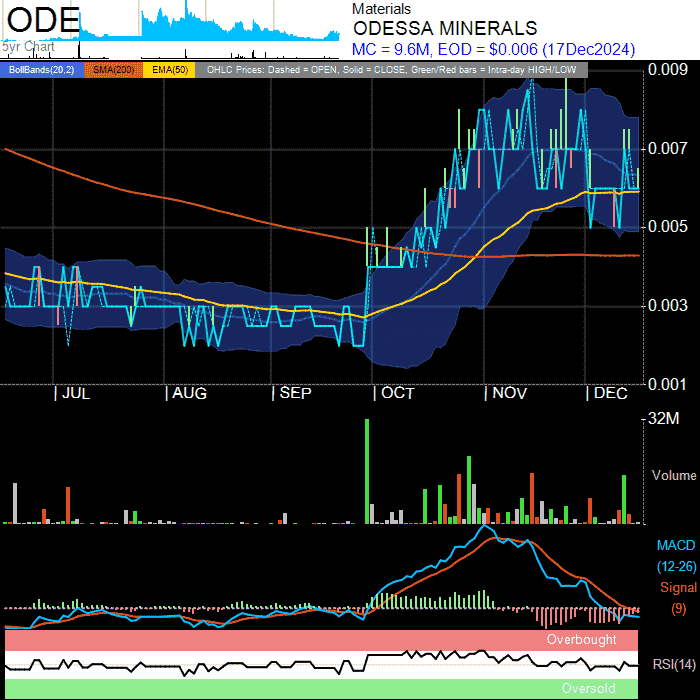 ODE
5yr Chart
Materials
ODESSA MINERALS
MC = 9.6M, EOD = $0.006 (17Dec2024)
BollBands(20,2) SMA(200) EMA(50) OHLC Prices: Dashed = OPEN, Solid = CLOSE, Green/Red bars = Intra-day HIGH/LOW
0.009
0.007
0.005
0.003
0.001
JUL AUG SEP OCT NOV DEC
32M
Volume
MACD
(12-26)
Signal
(9)
Overbought
RSI(14)
Oversold